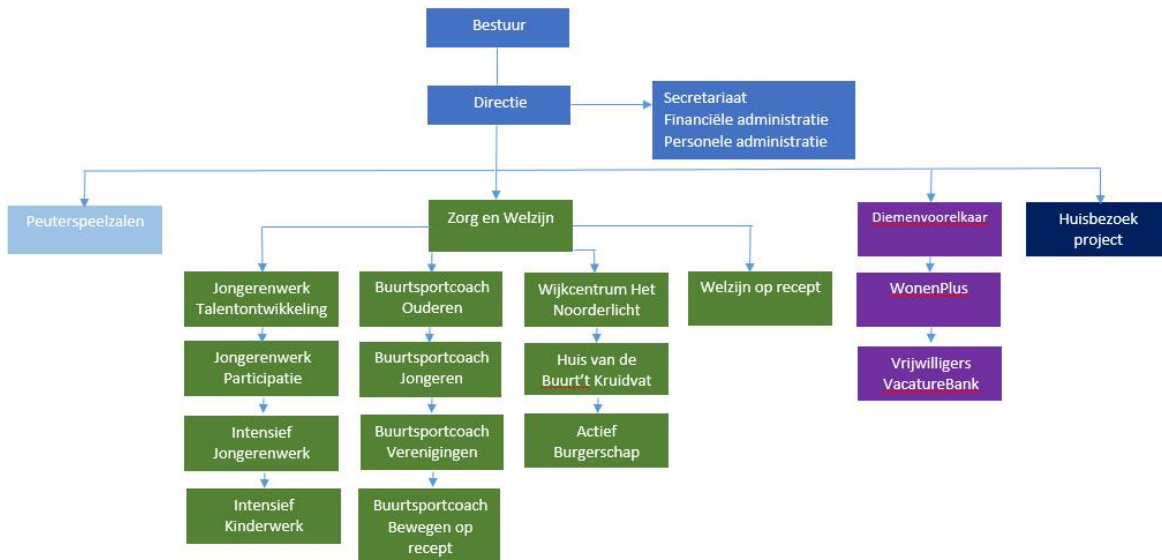 Bestuur
Directie
Secretariaat
Financiële administratie
Personele administratie
Peuterspeelzalen
Zorg en Welzijn
Diemenvoorelkaar
Huisbezoek
project
Jongerenwerk
Talentontwikkeling
Buurtsportcoach
Ouderen
Wijkcentrum Het
Noorderlicht
Welzijn op recept
WonenPlus
Jongerenwerk
Participatie
Buurtsportcoach
Jongeren
Huis van de
Buurt't Kruidvat
Vrijwilligers
VacatureBank
Intensief
Jongerenwerk
Buurtsportcoach
Verenigingen
Actief
Burgerschap
Intensief
Kinderwerk
Buurtsportcoach
Bewegen op
recept